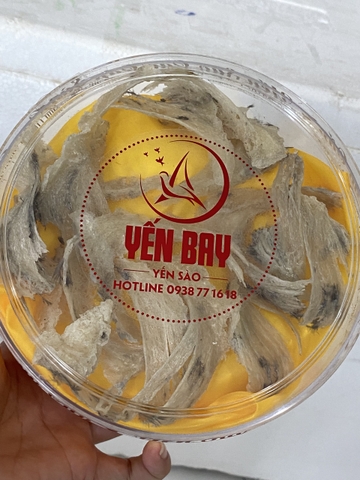 YẾN BAY
YẾN SÀO
HOTLINE 0938 77 16 18